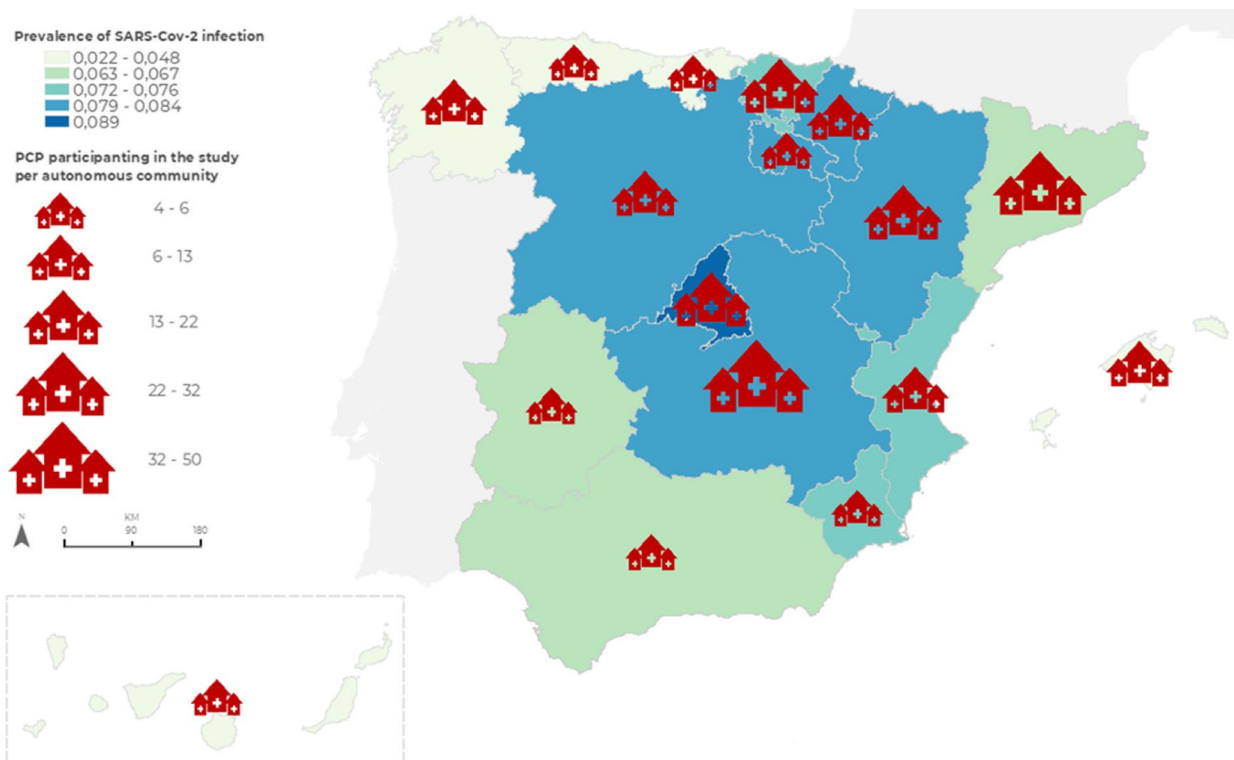 Prevalence of SARS-Cov-2 infection
0,022 - 0,048
0,063 - 0,067
0,072 - 0,076
0,079 - 0,084
0,089
PCP participanting in the study
per autonomous community
4 - 6
6 - 13
13 - 22
22 - 32
32 - 50
N
KM
0 90 180